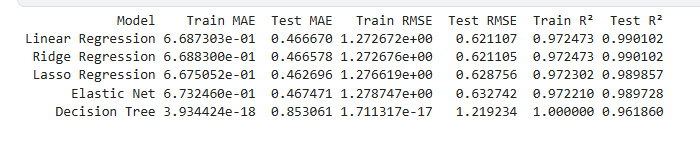 Model Train MAE Test MAE Train RMSE Test RMSE Train R² Test R²
Linear Regression 6.687303e-01 0.466670 1.272672e+00 0.621107 0.972473 0.990102
Ridge Regression 6.688300e-01 0.466578 1.272676e+00 0.621105 0.972473 0.990102
Lasso Regression 6.675052e-01 0.462696 1.276619e+00 0.628756 0.972302 0.989857
Elastic Net 6.732460e-01 0.467471 1.278747e+00 0.632742 0.972210 0.989728
Decision Tree 3.934424e-18 0.853061 1.711317e-17 1.219234 1.000000 0.961860